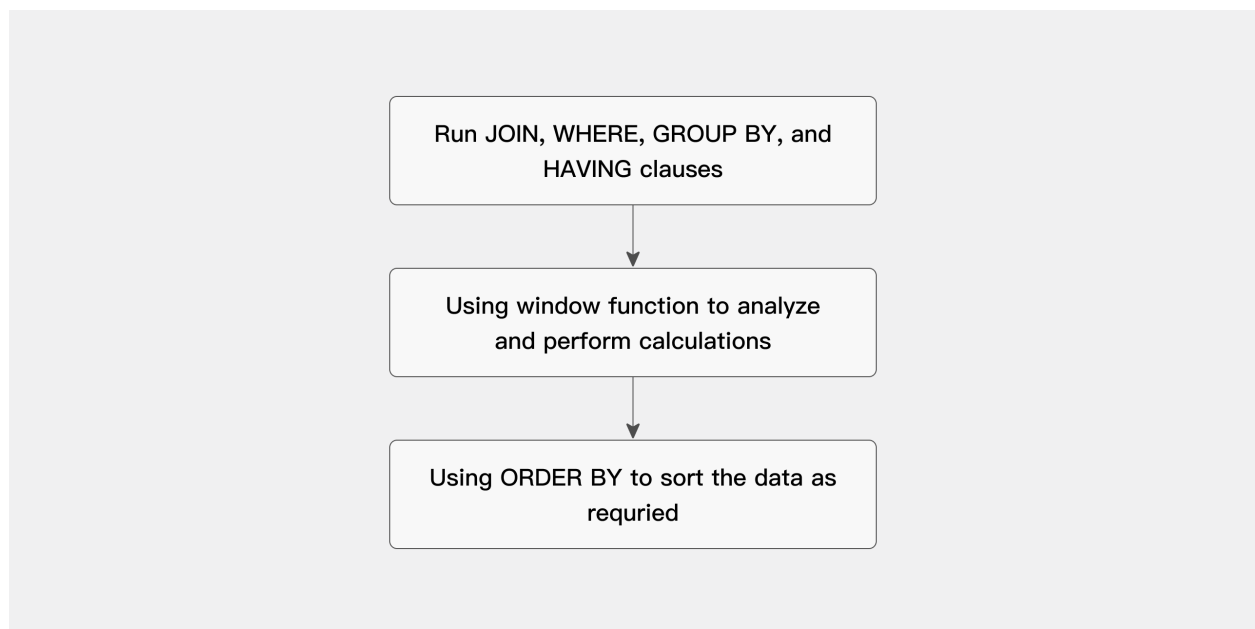 Run JOIN, WHERE, GROUP BY, and
HAVING clauses
Using window function to analyze
and perform calculations
Using ORDER BY to sort the data as
requried